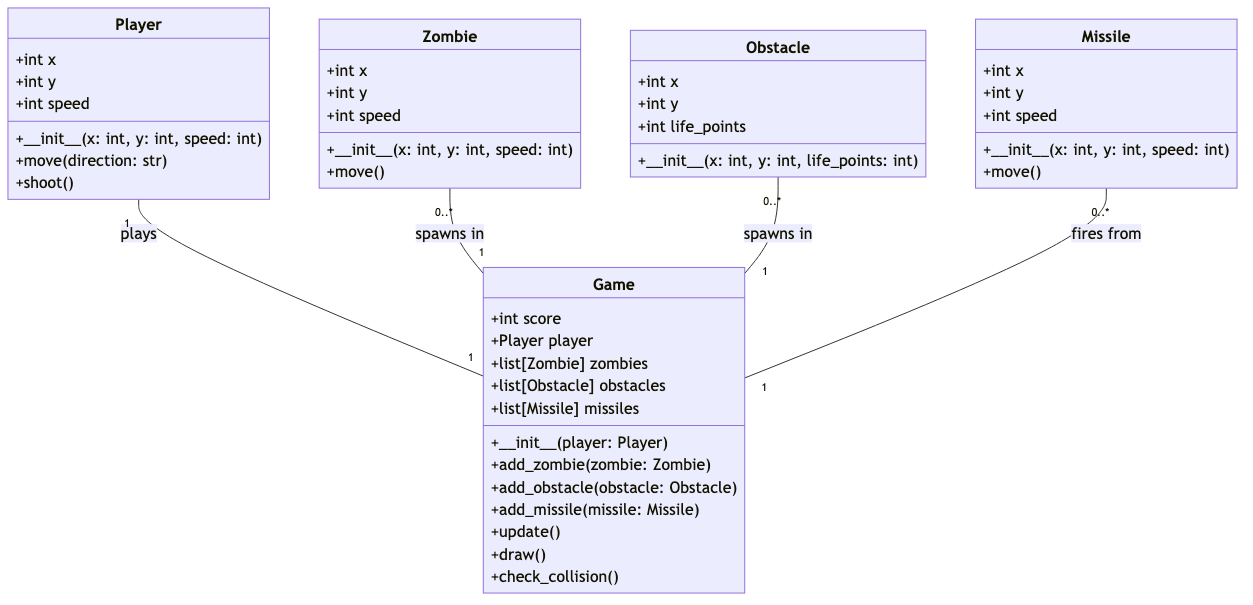 Player
+int x
+int y
+int speed
+__init__(x: int, y: int, speed: int)
+move(direction: str)
+shoot()
Zombie
+int x
+int y
+int speed
+__init__(x: int, y: int, speed: int)
+move()
Obstacle
+int x
+int y
+int life_points
+__init__(x: int, y: int, life_points: int)
Missile
+int x
+int y
+int speed
+__init__(x: int, y: int, speed: int)
+move()
1
plays
1
0..*
spawns in
1
0..*
spawns in
1
0..*
fires from
1
Game
+int score
+Player player
+list[Zombie] zombies
+list[Obstacle] obstacles
+list[Missile] missiles
+__init__(player: Player)
+add_zombie(zombie: Zombie)
+add_obstacle(obstacle: Obstacle)
+add_missile(missile: Missile)
+update()
+draw()
+check_collision()